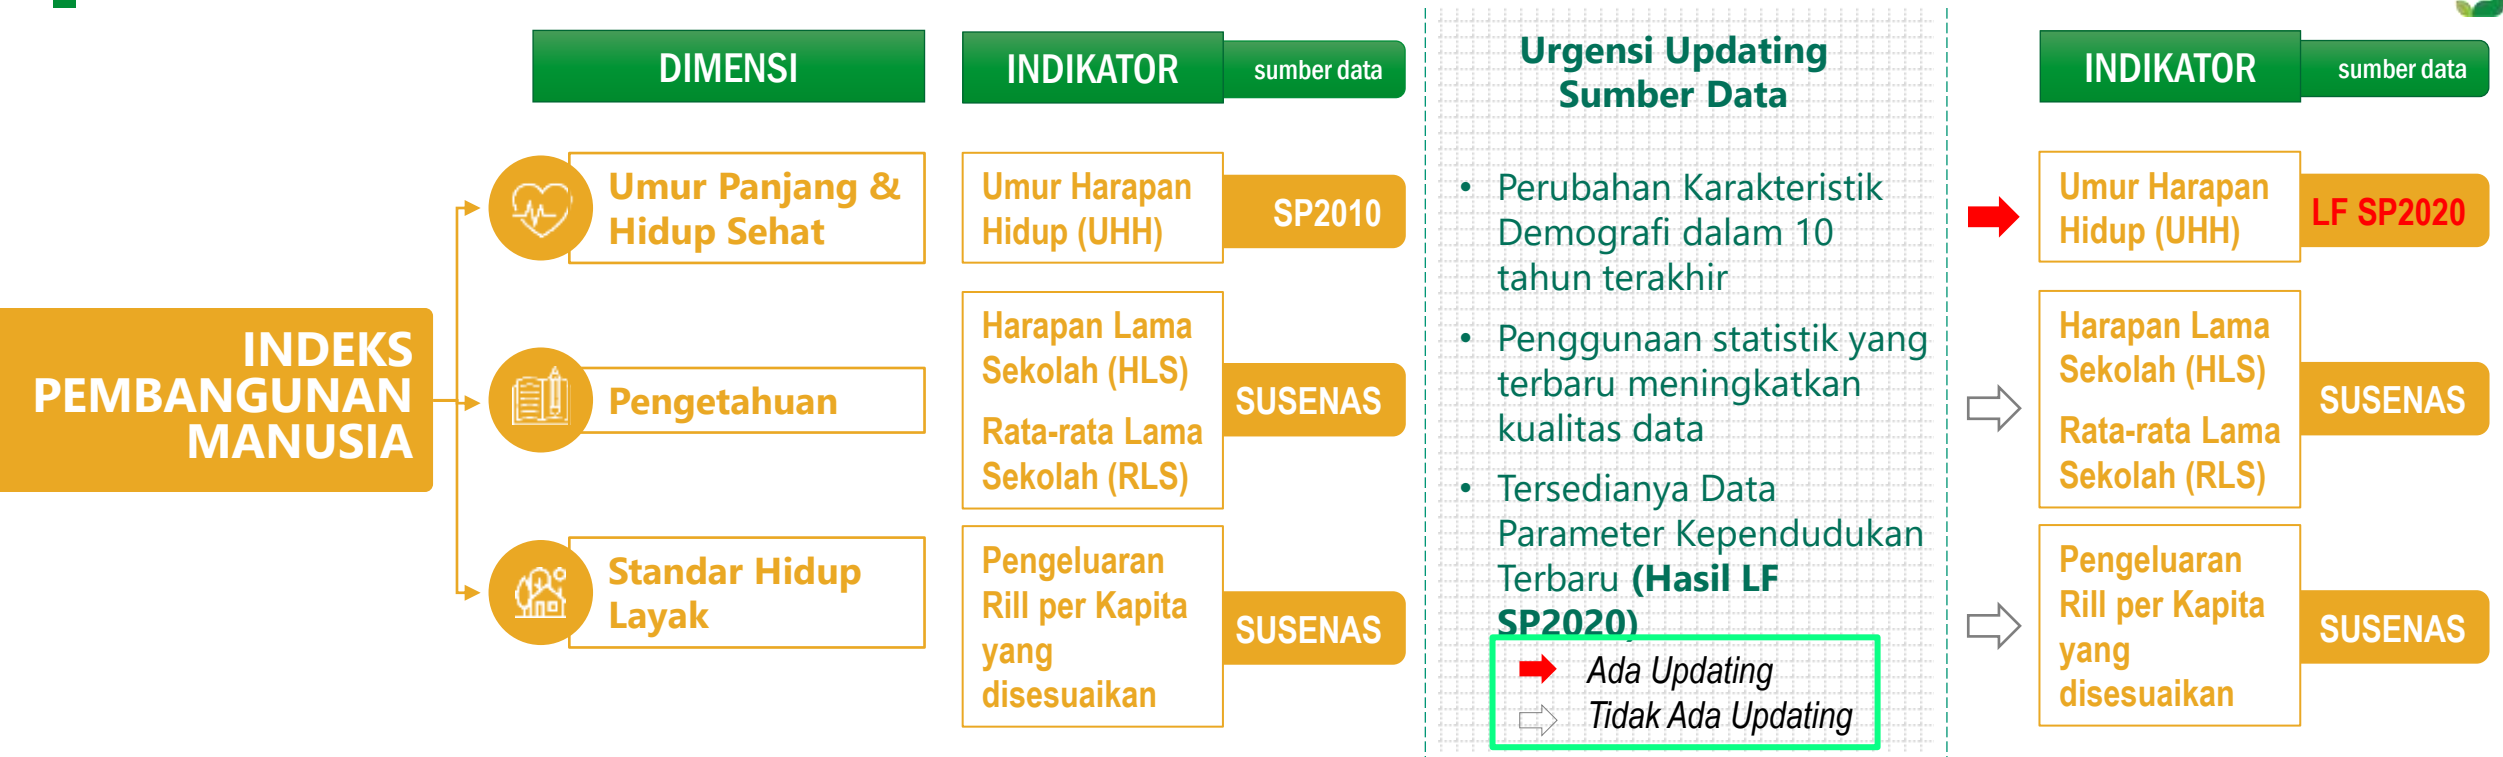 DIMENSI
INDIKATOR
sumber data
INDEKS
PEMBANGUNAN
MANUSIA
Umur Panjang &
Hidup Sehat
Umur Harapan
Hidup (UHH)
SP2010
Pengetahuan
Harapan Lama
Sekolah (HLS)
Rata-rata Lama
Sekolah (RLS)
SUSENAS
Standar Hidup
Layak
Pengeluaran
Rill per Kapita
yang
disesuaikan
SUSENAS
Urgensi Updating
Sumber Data
• Perubahan Karakteristik
Demografi dalam 10
tahun terakhir
• Penggunaan statistik yang
terbaru meningkatkan
kualitas data
• Tersedianya Data
Parameter Kependudukan
Terbaru (Hasil LF
SP2020)
Ada Updating
Tidak Ada Updating
INDIKATOR
sumber data
Umur Harapan
Hidup (UHH)
LF SP2020
Harapan Lama
Sekolah (HLS)
Rata-rata Lama
Sekolah (RLS)
SUSENAS
Pengeluaran
Rill per Kapita
yang
disesuaikan
SUSENAS